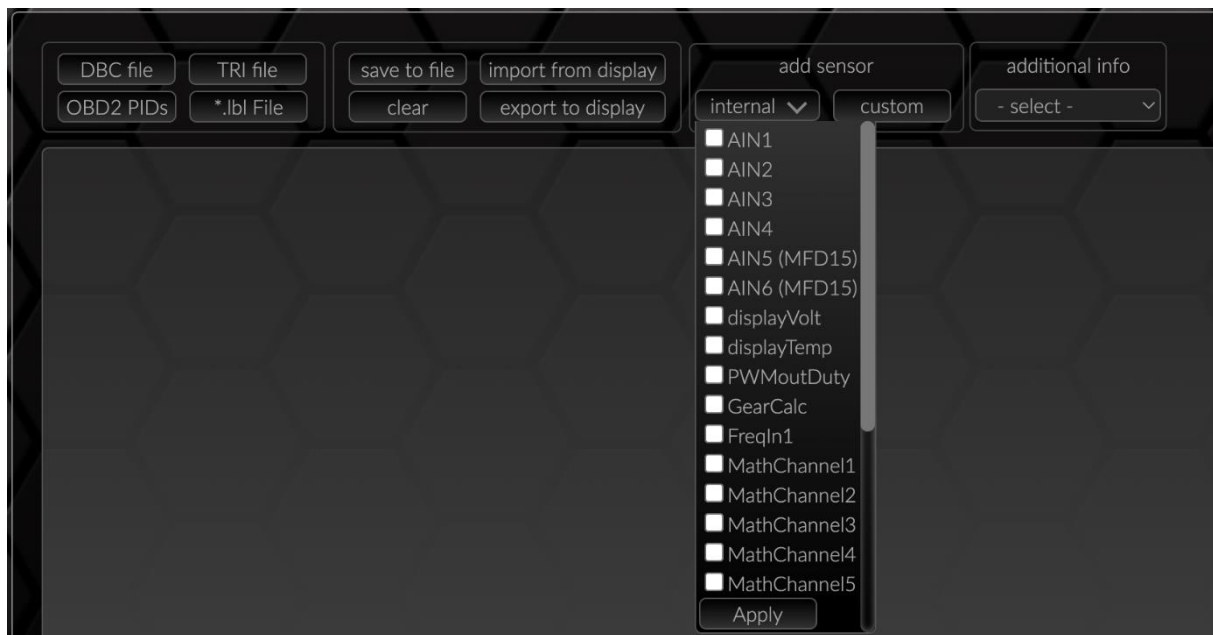 DBC file TRI file save to file import from display add sensor additional info
OBD2 PIDs *.lbl File clear export to display internal custom - select -
AIN1
AIN2
AIN3
AIN4
AIN5 (MFD15)
AIN6 (MFD15)
displayVolt
displayTemp
PWMoutDuty
GearCalc
FreqIn1
MathChannel1
MathChannel2
MathChannel3
MathChannel4
MathChannel5
Apply